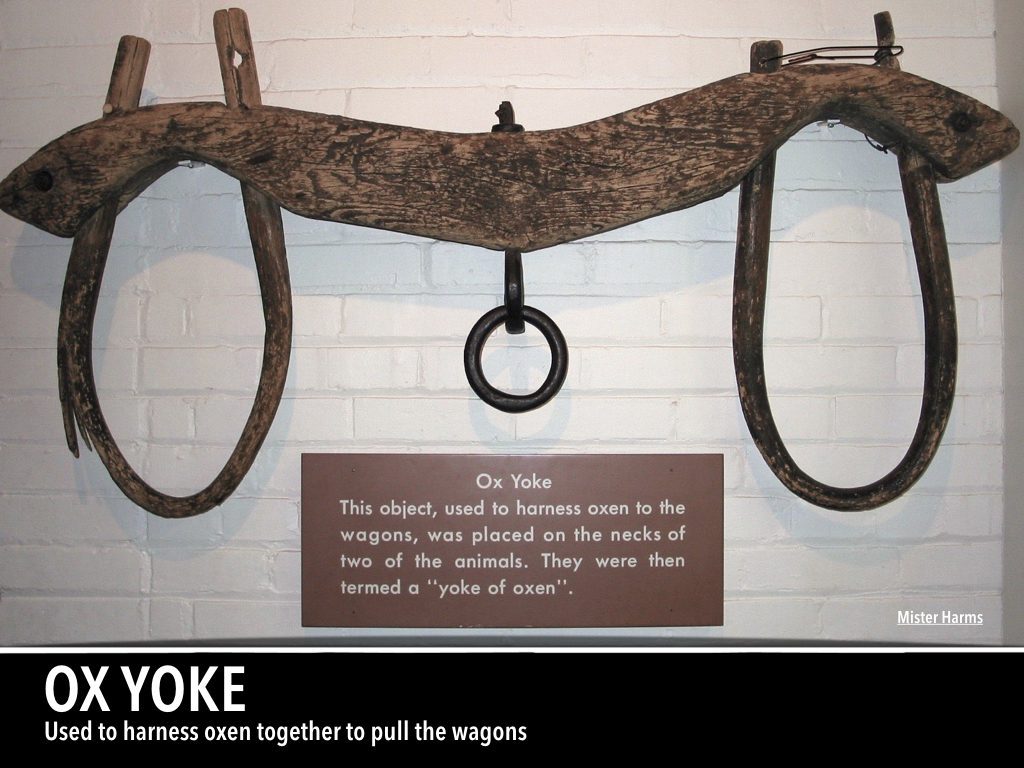 Ox Yoke
This object, used to harness oxen to the
wagons, was placed on the necks of
two of the animals. They were then
termed a "yoke of oxen".
Mister Harms
OX YOKE
Used to harness oxen together to pull the wagons